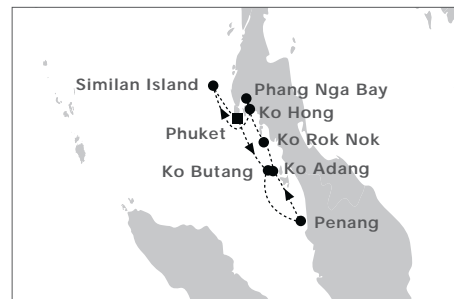 Similan Island
Phang Nga Bay
Ko Hong
Phuket
Ko Rok Nok
Ko Butang
Ko Adang
Penang